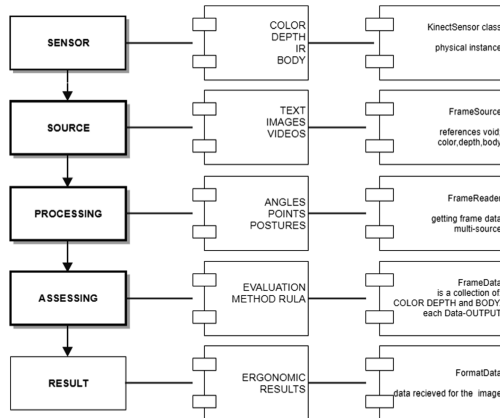 SENSOR
COLOR
DEPTH
IR
BODY
KinectSensor class
physical instance
SOURCE
TEXT
IMAGES
VIDEOS
FrameSource
references void
color,depth,body
PROCESSING
ANGLES
POINTS
POSTURES
FrameReader
getting frame data
multi-source
ASSESSING
EVALUATION
METHOD RULA
FrameData
is a collection of
COLOR DEPTH and BODY
each Data-OUTPUT
RESULT
ERGONOMIC
RESULTS
FormatData
data recieved for the image